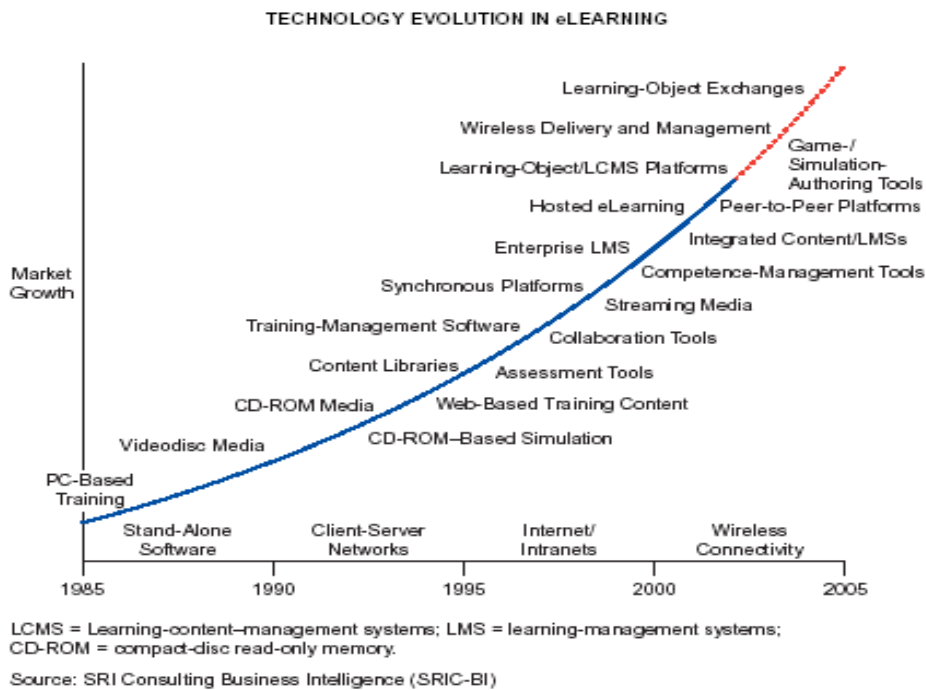 TECHNOLOGY EVOLUTION IN eLEARNING
Learning-Object Exchanges
Wireless Delivery and Management
Game-/
Simulation-
Authoring Tools
Learning-Object/LCMS Platforms
Hosted eLearning
Peer-to-Peer Platforms
Enterprise LMS
Integrated Content/LMSs
Market
Growth
Competence-Management Tools
Synchronous Platforms
Streaming Media
Training-Management Software
Collaboration Tools
Content Libraries
Assessment Tools
CD-ROM Media
Web-Based Training Content
Videodisc Media
CD-ROM–Based Simulation
PC-Based
Training
Stand-Alone
Software
Client-Server
Networks
Internet/
Intranets
Wireless
Connectivity
1985
1990
1995
2000
2005
LCMS = Learning-content–management systems; LMS = learning-management systems;
CD-ROM = compact-disc read-only memory.
Source: SRI Consulting Business Intelligence (SRIC-BI)